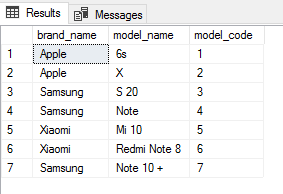 Results Messages
brand_name model_name model_code
1 Apple 6s 1
2 Apple X 2
3 Samsung S 20 3
4 Samsung Note 4
5 Xiaomi Mi 10 5
6 Xiaomi Redmi Note 8 6
7 Samsung Note 10 + 7